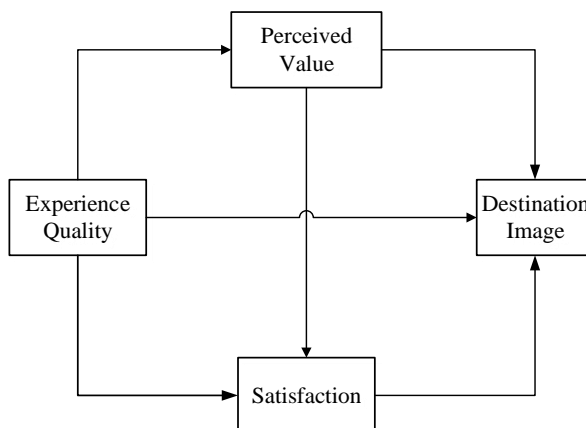 Perceived
Value
Experience
Quality
Destination
Image
Satisfaction